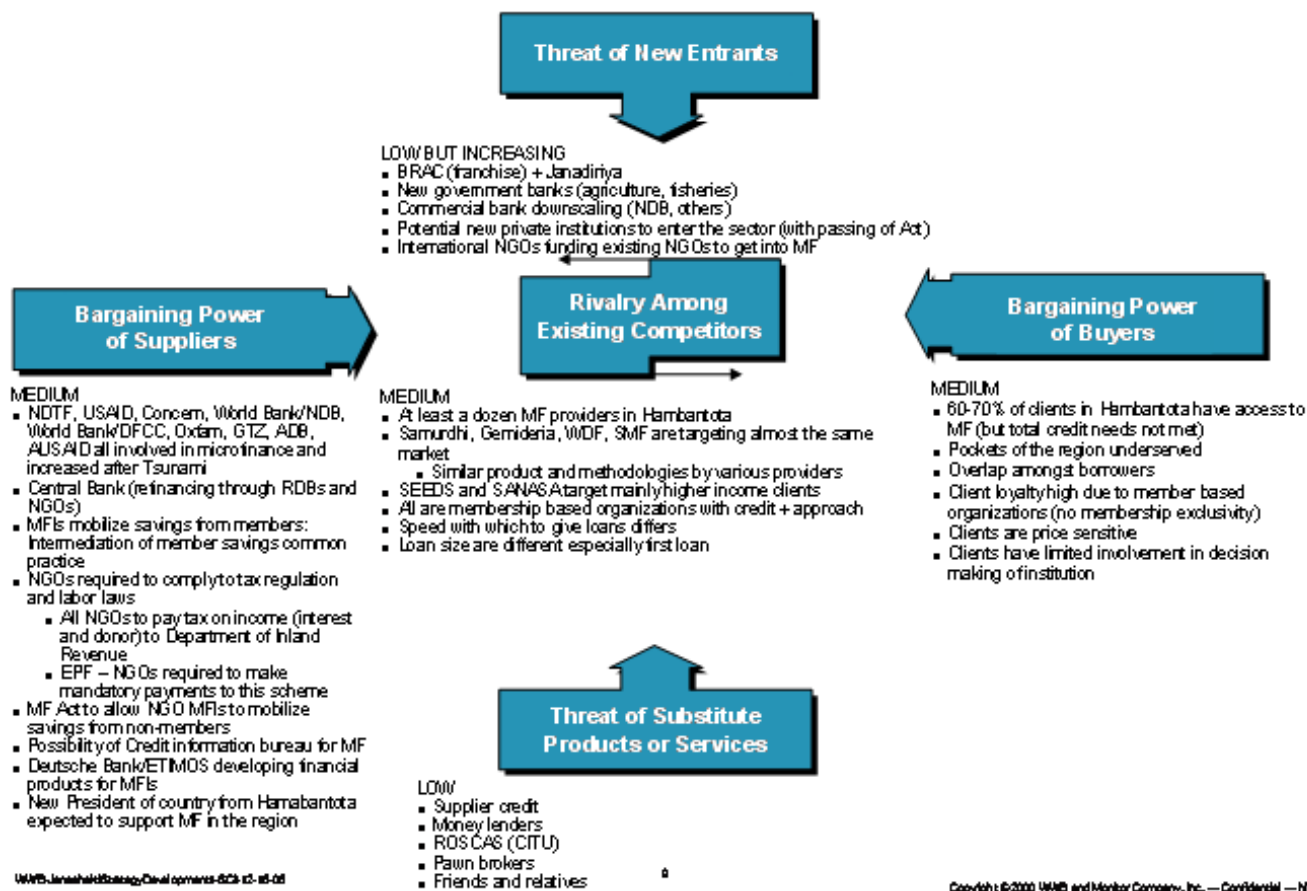 Threat of New Entrants
LOW BUT INCREASING
▪ BRAC (franchise) + Janadiriya
▪ New government banks (agriculture, fisheries)
▪ Commercial bank downscaling (NDB, others)
▪ Potential new private institutions to enter the sector (with passing of Act)
▪ International NGOs funding existing NGOs to get into MF
Bargaining Power
of Suppliers
MEDIUM
▪ NDTF, USAID, Concern, World Bank/NDB,
World Bank/DFCC, Oxfam, GTZ, ADB,
AUSAID all involved in microfinance and
increased after Tsunami
▪ Central Bank (refinancing through RDBs and
NGOs)
▪ MFIs mobilize savings from members:
Intermediation of member savings common
practice
▪ NGOs required to comply to tax regulation
and labor laws
▪ All NGOs to pay tax on income (interest
and donor) to Department of Inland
Revenue
▪ EPF – NGOs required to make
mandatory payments to this scheme
▪ MF Act to allow NGO MFIs to mobilize
savings from non-members
▪ Possibility of Credit information bureau for MF
▪ Deutsche Bank/ETIMOS developing financial
products for MFIs
▪ New President of country from Hamabantota
expected to support MF in the region
Rivalry Among
Existing Competitors
MEDIUM
▪ At least a dozen MF providers in Hambantota
▪ Samurdhi, Gemideria, WDF, SMF are targeting almost the same
market
▪ Similar product and methodologies by various providers
▪ SEEDS and SANASA target mainly higher income clients
▪ All are membership based organizations with credit + approach
▪ Speed with which to give loans differs
▪ Loan size are different especially first loan
Bargaining Power
of Buyers
MEDIUM
▪ 60-70% of clients in Hambantota have access to
MF (but total credit needs not met)
▪ Pockets of the region underserved
▪ Overlap amongst borrowers
▪ Client loyalty high due to member based
organizations (no membership exclusivity)
▪ Clients are price sensitive
▪ Clients have limited involvement in decision
making of institution
Threat of Substitute
Products or Services
LOW
▪ Supplier credit
▪ Money lenders
▪ ROSCAS (CITU)
▪ Pawn brokers
▪ Friends and relatives
Copyright © 2000 WWB and Monitor Company, Inc. — Confidential — N